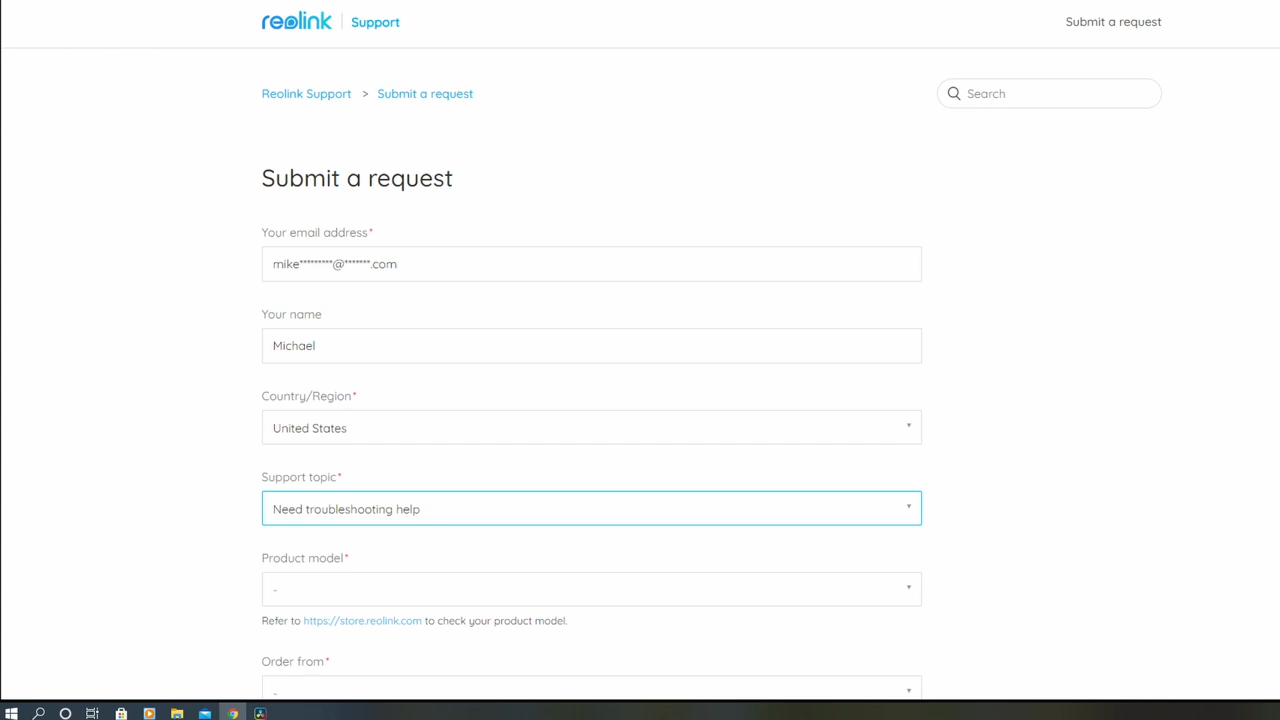 reolink Support
Submit a request
Reolink Support > Submit a request
Search
Submit a request
Your email address*
mike*********@*******.com
Your name
Michael
Country/Region*
United States
Support topic*
Need troubleshooting help
Product model*
-
Refer to https://store.reolink.com to check your product model.
Order from*
-